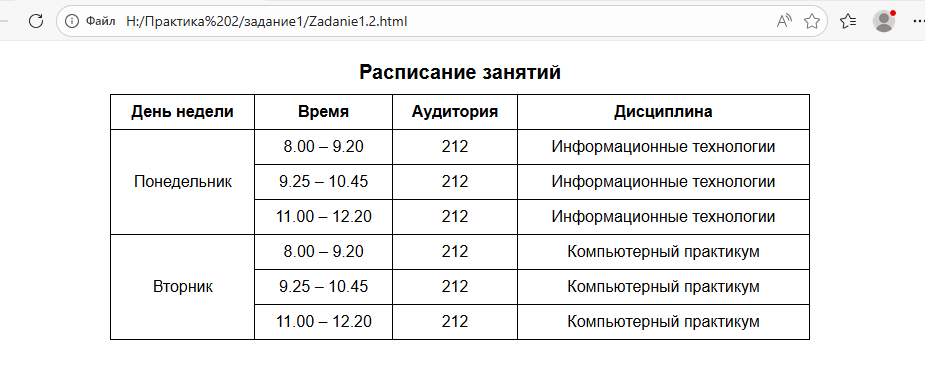 Файл H:/Практика%202/задание1/Zadanie1.2.html
Расписание занятий
День недели Время Аудитория Дисциплина
Понедельник 8.00 – 9.20 212 Информационные технологии
9.25 – 10.45 212 Информационные технологии
11.00 – 12.20 212 Информационные технологии
Вторник 8.00 – 9.20 212 Компьютерный практикум
9.25 – 10.45 212 Компьютерный практикум
11.00 – 12.20 212 Компьютерный практикум